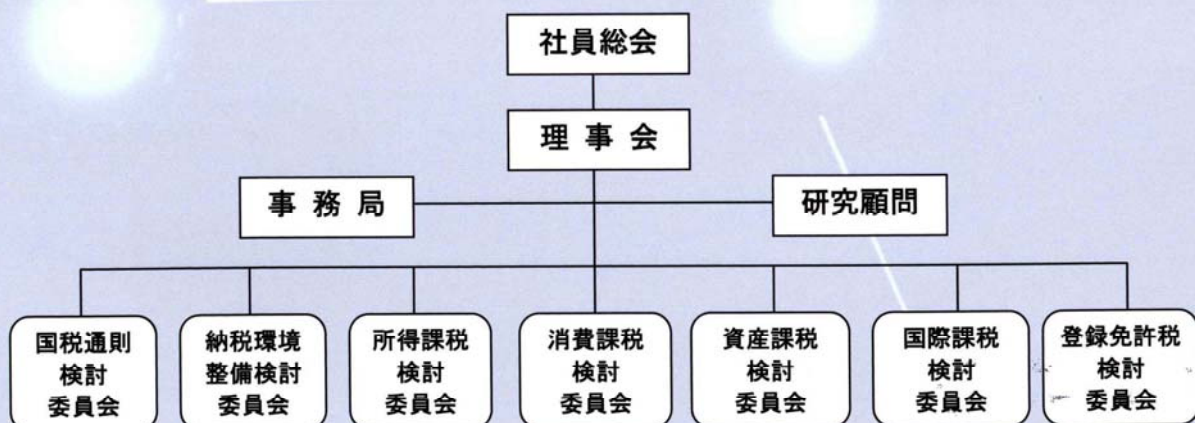 社員総会
理事会
事務局
研究顧問
国税通則
検討
委員会
納税環境
整備検討
委員会
所得課税
検討
委員会
消費課税
検討
委員会
資産課税
検討
委員会
国際課税
検討
委員会
登録免許税
検討
委員会